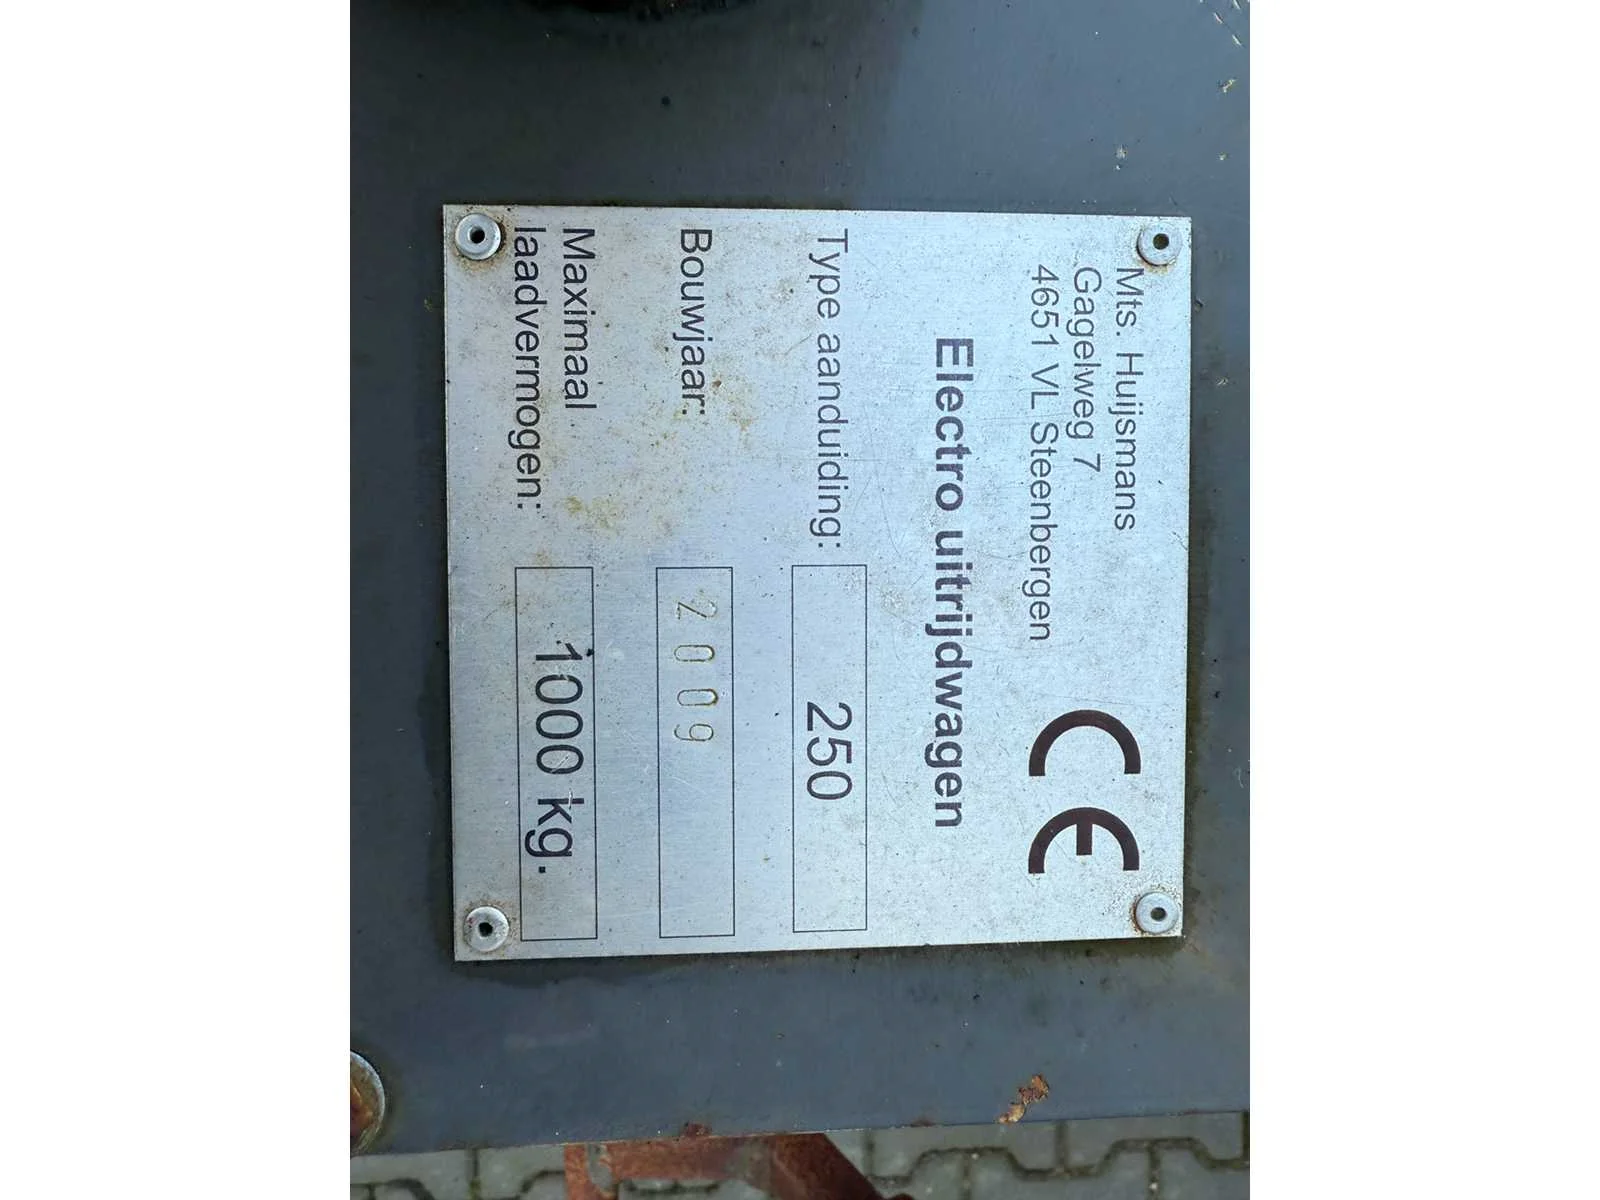 Mts. Huijsmans
Gagelweg 7
4651 VL Steenbergen
CE
Electro uitrijdwagen
Type aanduiding: 250
Bouwjaar: 2009
Maximaal
laadvermogen: 1000 kg.